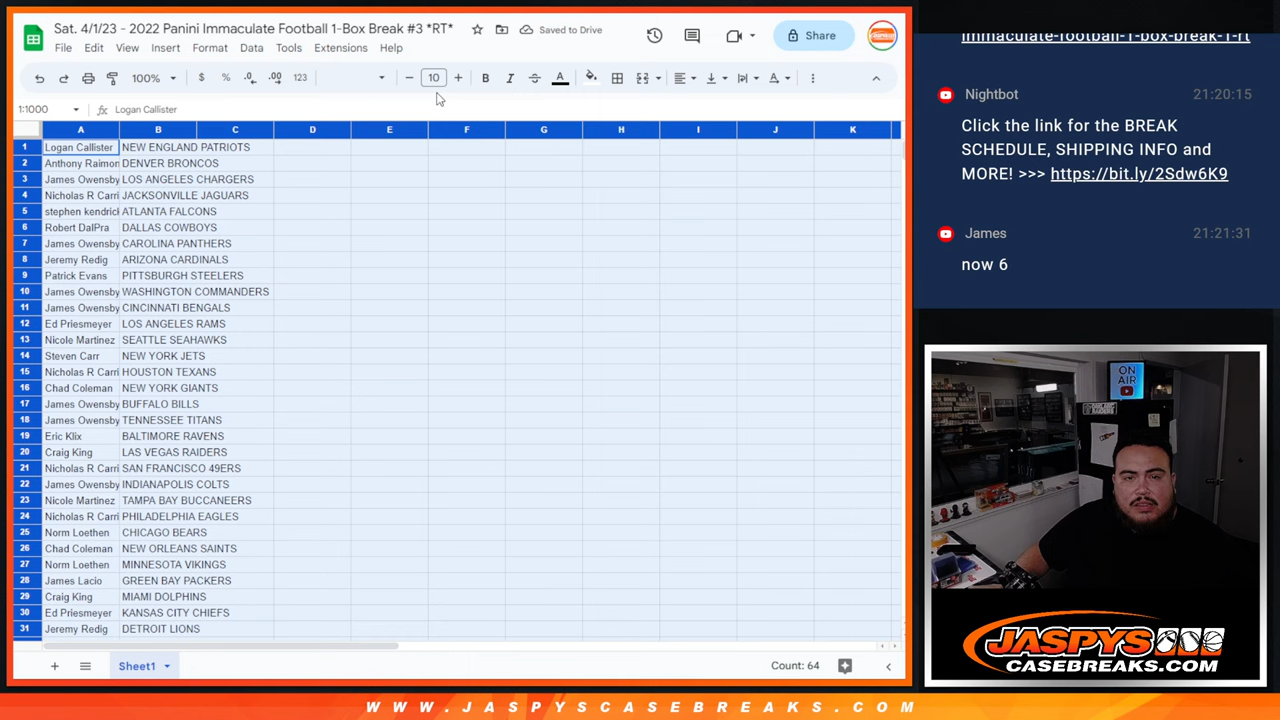 Sat. 4/1/23 - 2022 Panini Immaculate Football 1-Box Break #3 *RT*
Saved to Drive
Share
File Edit View Insert Format Data Tools Extensions Help
100% $ % .0 .00 123 10 B I A
1:1000 fx Logan Callister
A B C D E F G H I J K
1 Logan Callister NEW ENGLAND PATRIOTS
2 Anthony Raimon DENVER BRONCOS
3 James Owensby LOS ANGELES CHARGERS
4 Nicholas R Carri JACKSONVILLE JAGUARS
5 stephen kendrick ATLANTA FALCONS
6 Robert DalPra DALLAS COWBOYS
7 James Owensby CAROLINA PANTHERS
8 Jeremy Redig ARIZONA CARDINALS
9 Patrick Evans PITTSBURGH STEELERS
10 James Owensby WASHINGTON COMMANDERS
11 James Owensby CINCINNATI BENGALS
12 Ed Priesmeyer LOS ANGELES RAMS
13 Nicole Martinez SEATTLE SEAHAWKS
14 Steven Carr NEW YORK JETS
15 Nicholas R Carri HOUSTON TEXANS
16 Chad Coleman NEW YORK GIANTS
17 James Owensby BUFFALO BILLS
18 James Owensby TENNESSEE TITANS
19 Eric Klix BALTIMORE RAVENS
20 Craig King LAS VEGAS RAIDERS
21 Nicholas R Carri SAN FRANCISCO 49ERS
22 James Owensby INDIANAPOLIS COLTS
23 Nicole Martinez TAMPA BAY BUCCANEERS
24 Nicholas R Carri PHILADELPHIA EAGLES
25 Norm Loethen CHICAGO BEARS
26 Chad Coleman NEW ORLEANS SAINTS
27 Norm Loethen MINNESOTA VIKINGS
28 James Lacio GREEN BAY PACKERS
29 Craig King MIAMI DOLPHINS
30 Ed Priesmeyer KANSAS CITY CHIEFS
31 Jeremy Redig DETROIT LIONS
Sheet1
Count: 64
immaculate-football-1-box-break-1-rt
Nightbot 21:20:15
Click the link for the BREAK
SCHEDULE, SHIPPING INFO and
MORE! >>> https://bit.ly/2Sdw6K9
James 21:21:31
now 6
ON
AIR
JASPYS
CASEBREAKS.COM
WWW.JASPYSCASEBREAKS.COM